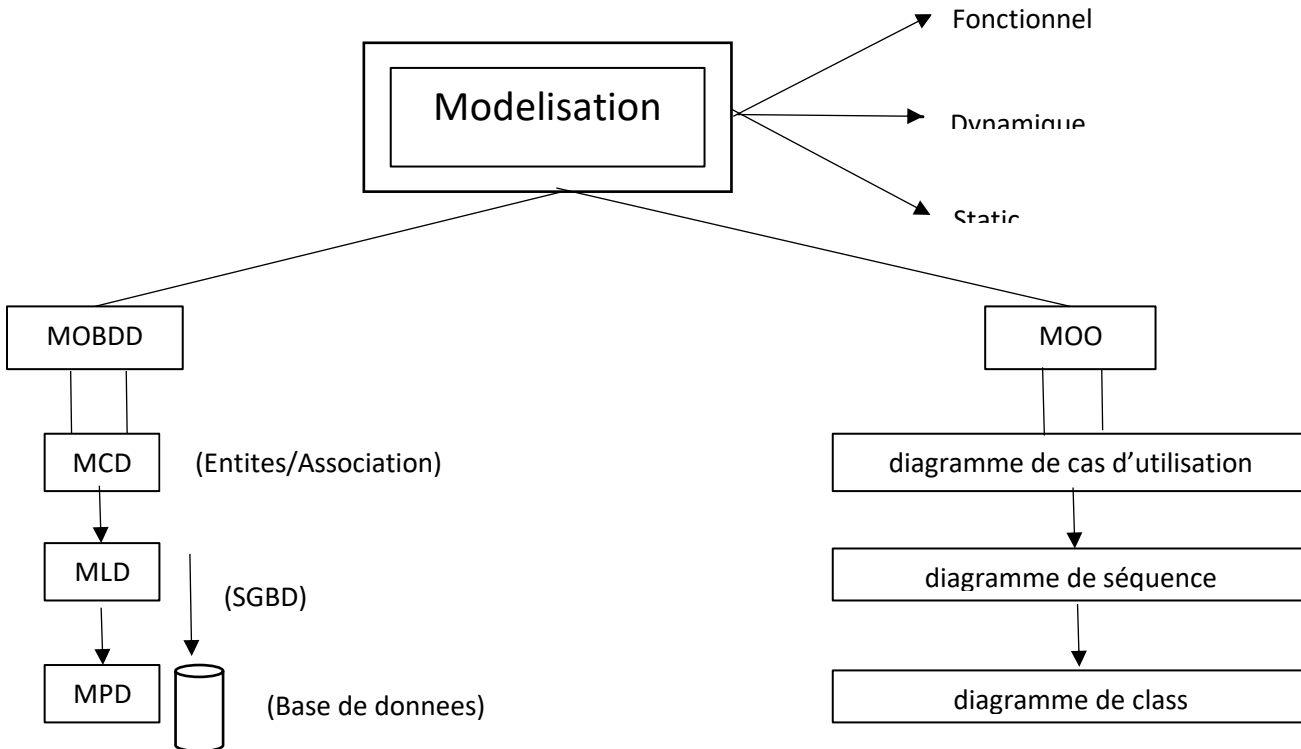 Fonctionnel
Modelisation
Dynamique
Static
MOBDD
MOO
MCD
(Entites/Association)
diagramme de cas d’utilisation
MLD
(SGBD)
diagramme de séquence
MPD
(Base de donnees)
diagramme de class